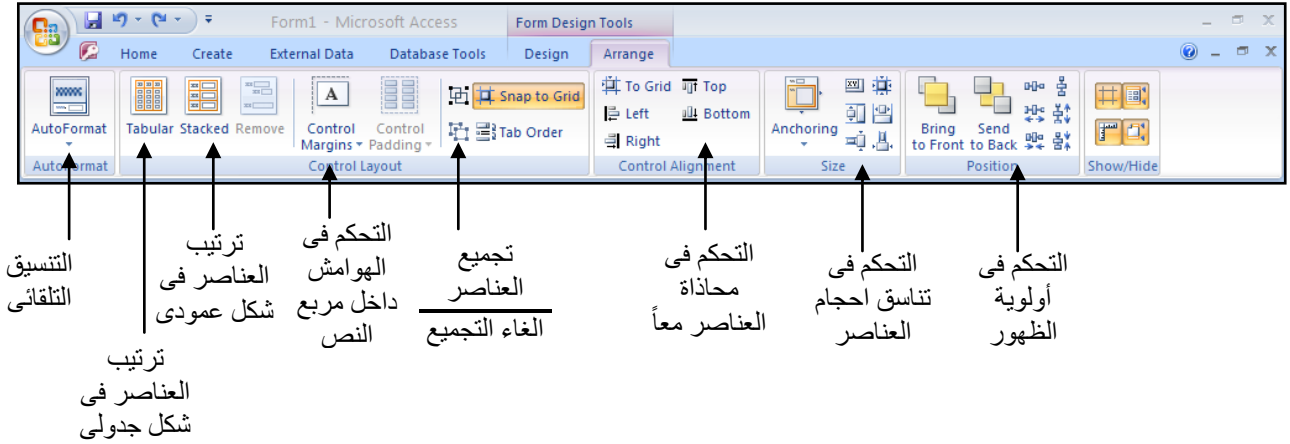 Form1 - Microsoft Access
Form Design Tools
Home
Create
External Data
Database Tools
Design
Arrange
AutoFormat
Tabular
Stacked
Remove
Control
Margins
Control
Padding
Snap to Grid
Tab Order
To Grid
Top
Left
Bottom
Right
Anchoring
Bring
to Front
Send
to Back
AutoFormat
Control Layout
Control Alignment
Size
Position
Show/Hide
التنسيق
التلقائى
ترتيب
العناصر فى
شكل جدولى
ترتيب
العناصر فى
شكل عمودى
التحكم فى
الهوامش
داخل مربع
النص
تجميع
العناصر
الغاء التجميع
التحكم فى
محاذاة
العناصر معاً
التحكم فى
تناسق احجام
العناصر
التحكم فى
أولوية
الظهور